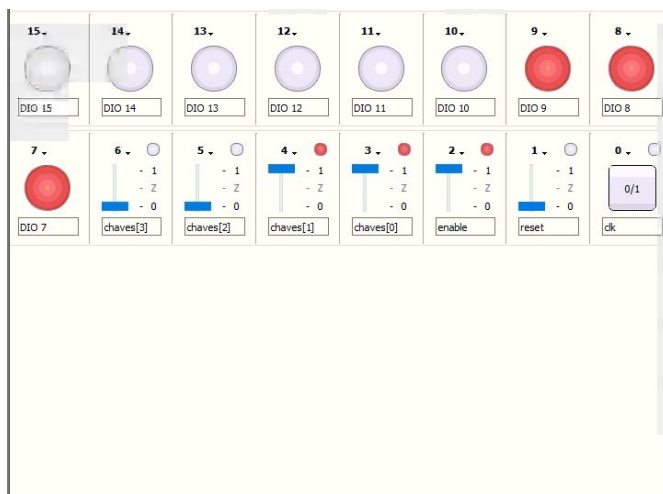 15 14 13 12 11 10 9 8
DIO 15 DIO 14 DIO 13 DIO 12 DIO 11 DIO 10 DIO 9 DIO 8
7 6 5 4 3 2 1 0
- 1 - 1 - 1 - 1 - 1 - 1
- Z - Z - Z - Z - Z - Z 0/1
- 0 - 0 - 0 - 0 - 0 - 0
DIO 7 chaves[3] chaves[2] chaves[1] chaves[0] enable reset clk